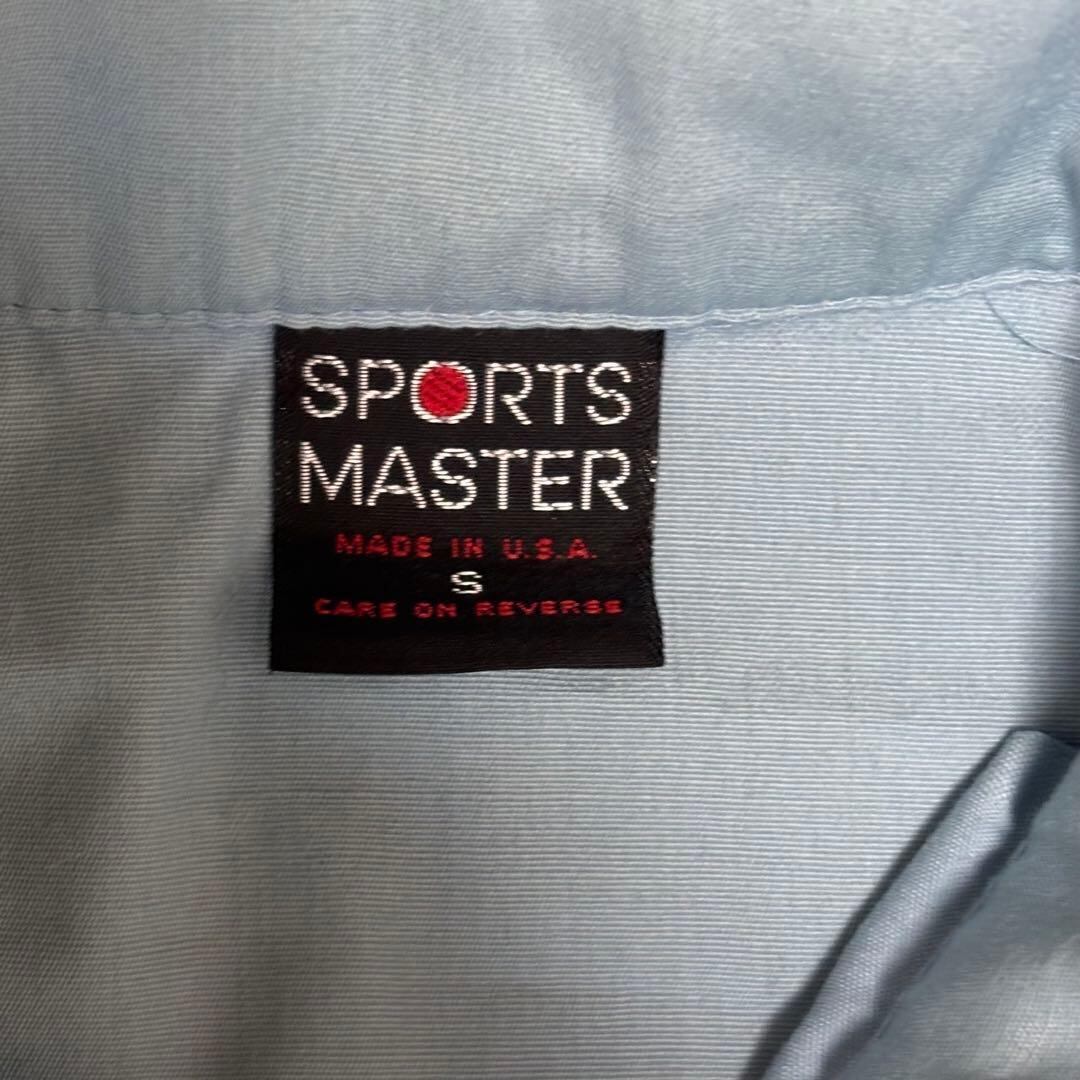 SPORTS
MASTER
MADE IN U.S.A.
S
CARE ON REVERSE